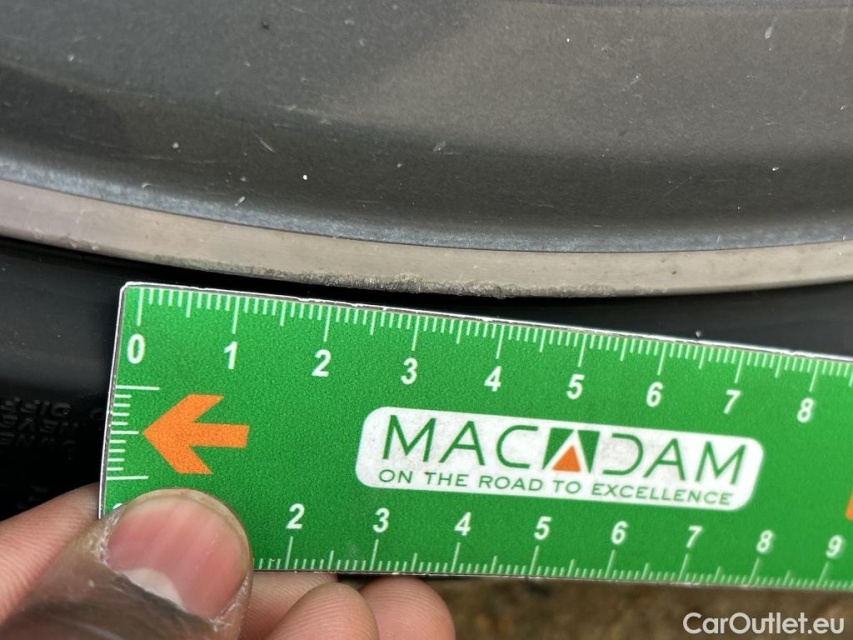 0 1 2 3 4 5 6 7 8
MACADAM
ON THE ROAD TO EXCELLENCE
2 3 4 5 6 7 8 9
CarOutlet.eu